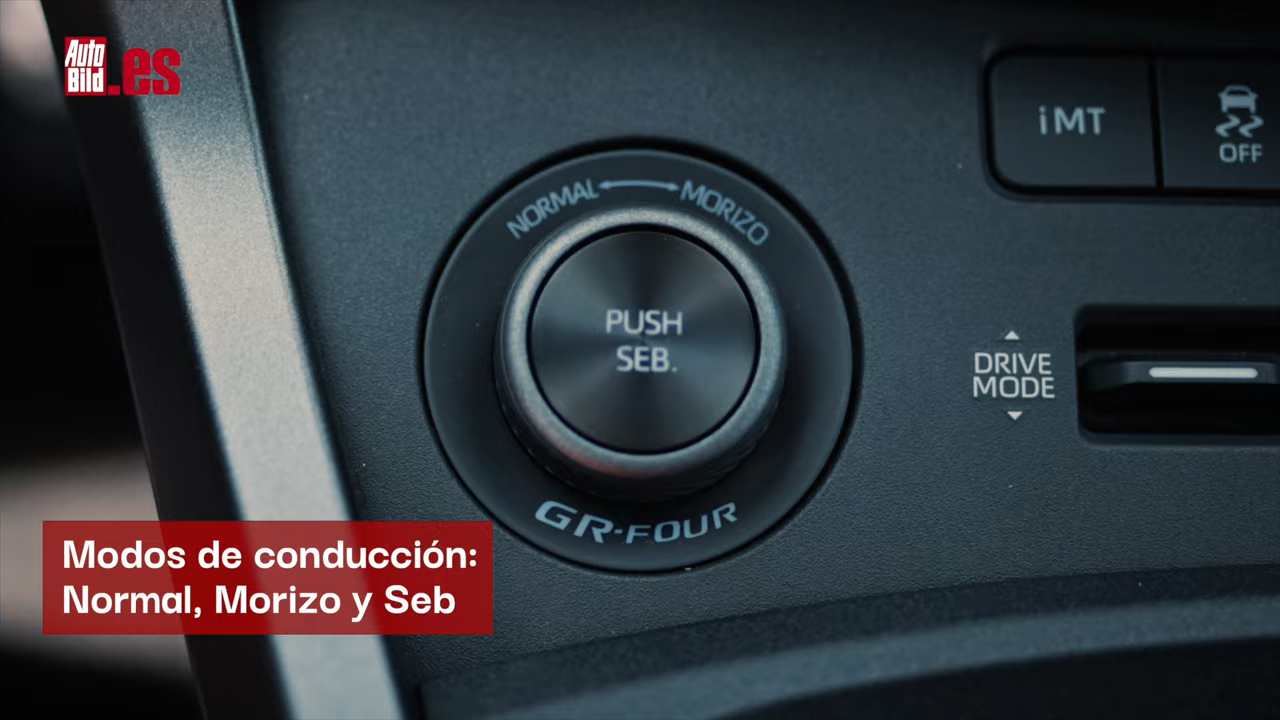 Auto
Bild.es
iMT
OFF
NORMAL MORIZO
PUSH
SEB.
DRIVE
MODE
GR-FOUR
Modos de conducción:
Normal, Morizo y Seb